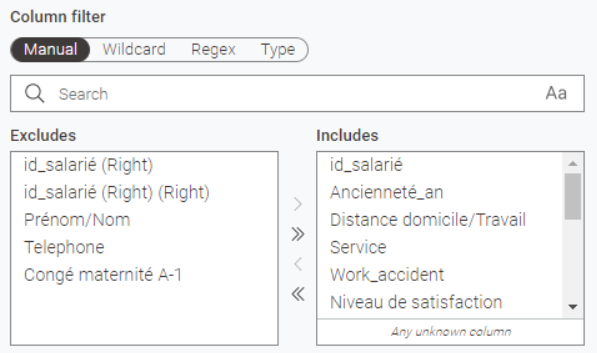 Column filter
Manual Wildcard Regex Type
Search Aa
Excludes
id_salarié (Right)
id_salarié (Right) (Right)
Prénom/Nom
Telephone
Congé maternité A-1
Includes
id_salarié
Ancienneté_an
Distance domicile/Travail
Service
Work_accident
Niveau de satisfaction
Any unknown column